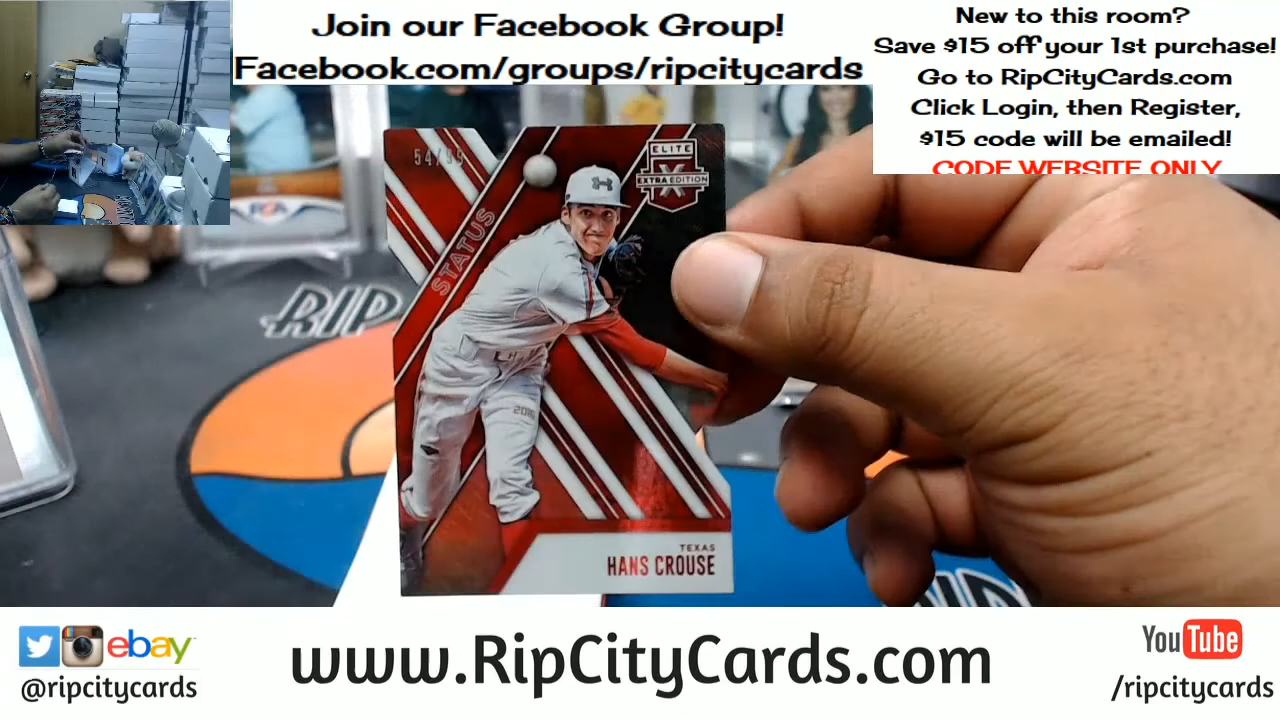 Join our Facebook Group!
Facebook.com/groups/ripcitycards
New to this room?
Save $15 off your 1st purchase!
Go to RipCityCards.com
Click Login, then Register,
$15 code will be emailed!
CODE WEBSITE ONLY
ELITE
EXTRA EDITION
STATUS
RIP
2016
TEXAS
HANS CROUSE
ebay
@ripcitycards
www.RipCityCards.com
YouTube
/ripcitycards